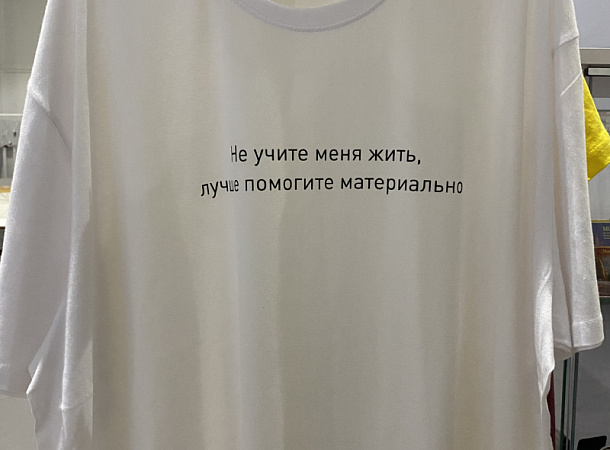 Не учите меня жить,
лучше помогите материально